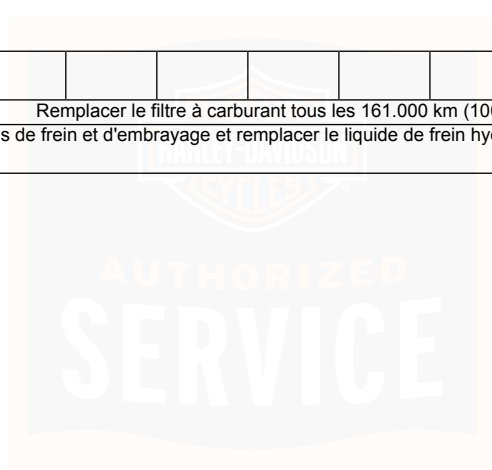 Remplacer le filtre à carburant tous les 161.000 km (10
s de frein et d'embrayage et remplacer le liquide de frein hy
HARLEY-DAVIDSON
CYCLES
AUTHORIZED
SERVICE